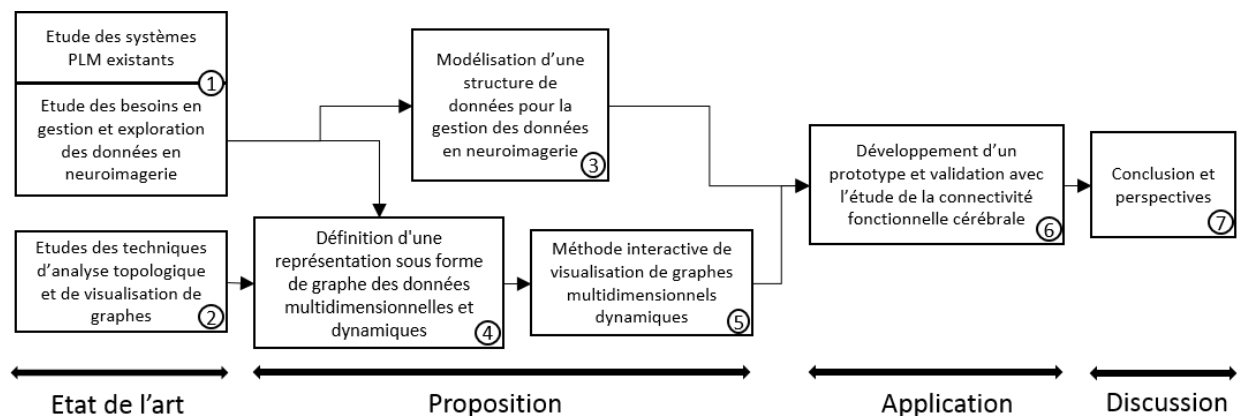 Etude des systèmes
PLM existants
1
Etude des besoins en
gestion et exploration
des données en
neuroimagerie
Etudes des techniques
d'analyse topologique
et de visualisation de
graphes
2
Modélisation d'une
structure de
données pour la
gestion des données
en neuroimagerie
3
Définition d'une
représentation sous forme
de graphe des données
multidimensionnelles et
dynamiques
4
Méthode interactive de
visualisation de graphes
multidimensionnels
dynamiques
5
Développement d'un
prototype et validation avec
l'étude de la connectivité
fonctionnelle cérébrale
6
Conclusion et
perspectives
7
Etat de l'art
Proposition
Application
Discussion